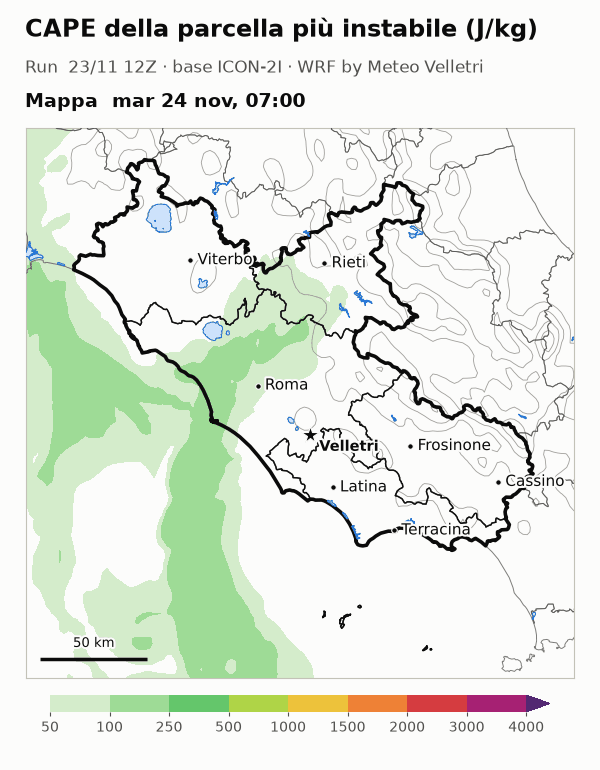 CAPE della parcella più instabile (J/kg)
Run  23/11 12Z · base ICON-2I · WRF by Meteo Velletri
Mappa  mar 24 nov, 07:00
Viterbo
Rieti
Roma
Velletri
Frosinone
Cassino
Latina
Terracina
50 km
50 100 250 500 1000 1500 2000 3000 4000